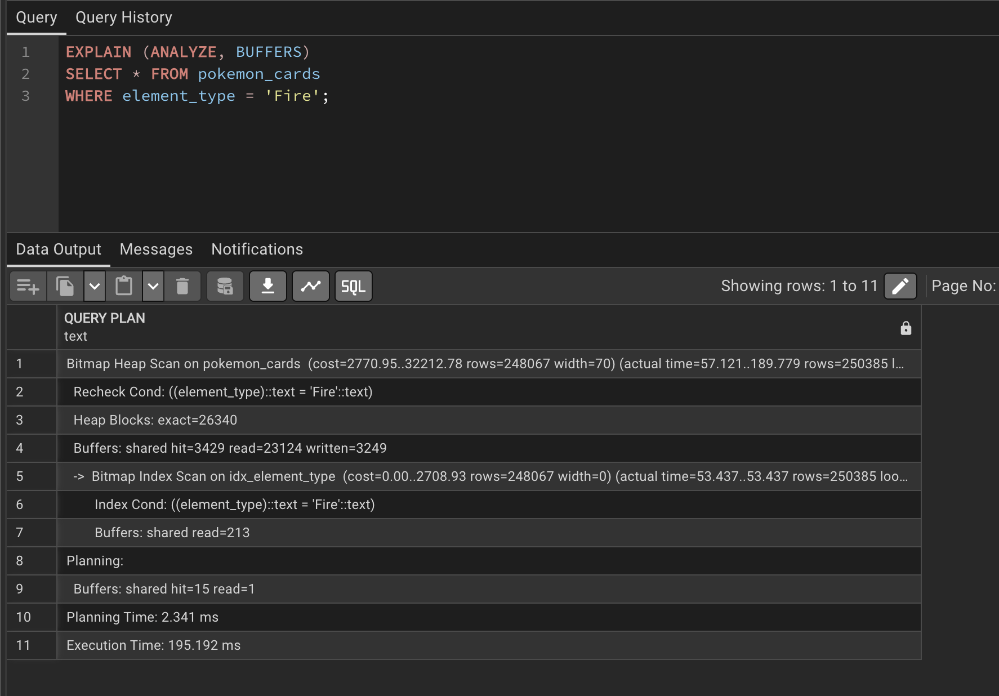 Query Query History
1 EXPLAIN (ANALYZE, BUFFERS)
2 SELECT * FROM pokemon_cards
3 WHERE element_type = 'Fire';
Data Output Messages Notifications
SQL Showing rows: 1 to 11 Page No:
QUERY PLAN
text
1 Bitmap Heap Scan on pokemon_cards (cost=2770.95..32212.78 rows=248067 width=70) (actual time=57.121..189.779 rows=250385 l...
2 Recheck Cond: ((element_type)::text = 'Fire'::text)
3 Heap Blocks: exact=26340
4 Buffers: shared hit=3429 read=23124 written=3249
5 -> Bitmap Index Scan on idx_element_type (cost=0.00..2708.93 rows=248067 width=0) (actual time=53.437..53.437 rows=250385 loo...
6 Index Cond: ((element_type)::text = 'Fire'::text)
7 Buffers: shared read=213
8 Planning:
9 Buffers: shared hit=15 read=1
10 Planning Time: 2.341 ms
11 Execution Time: 195.192 ms